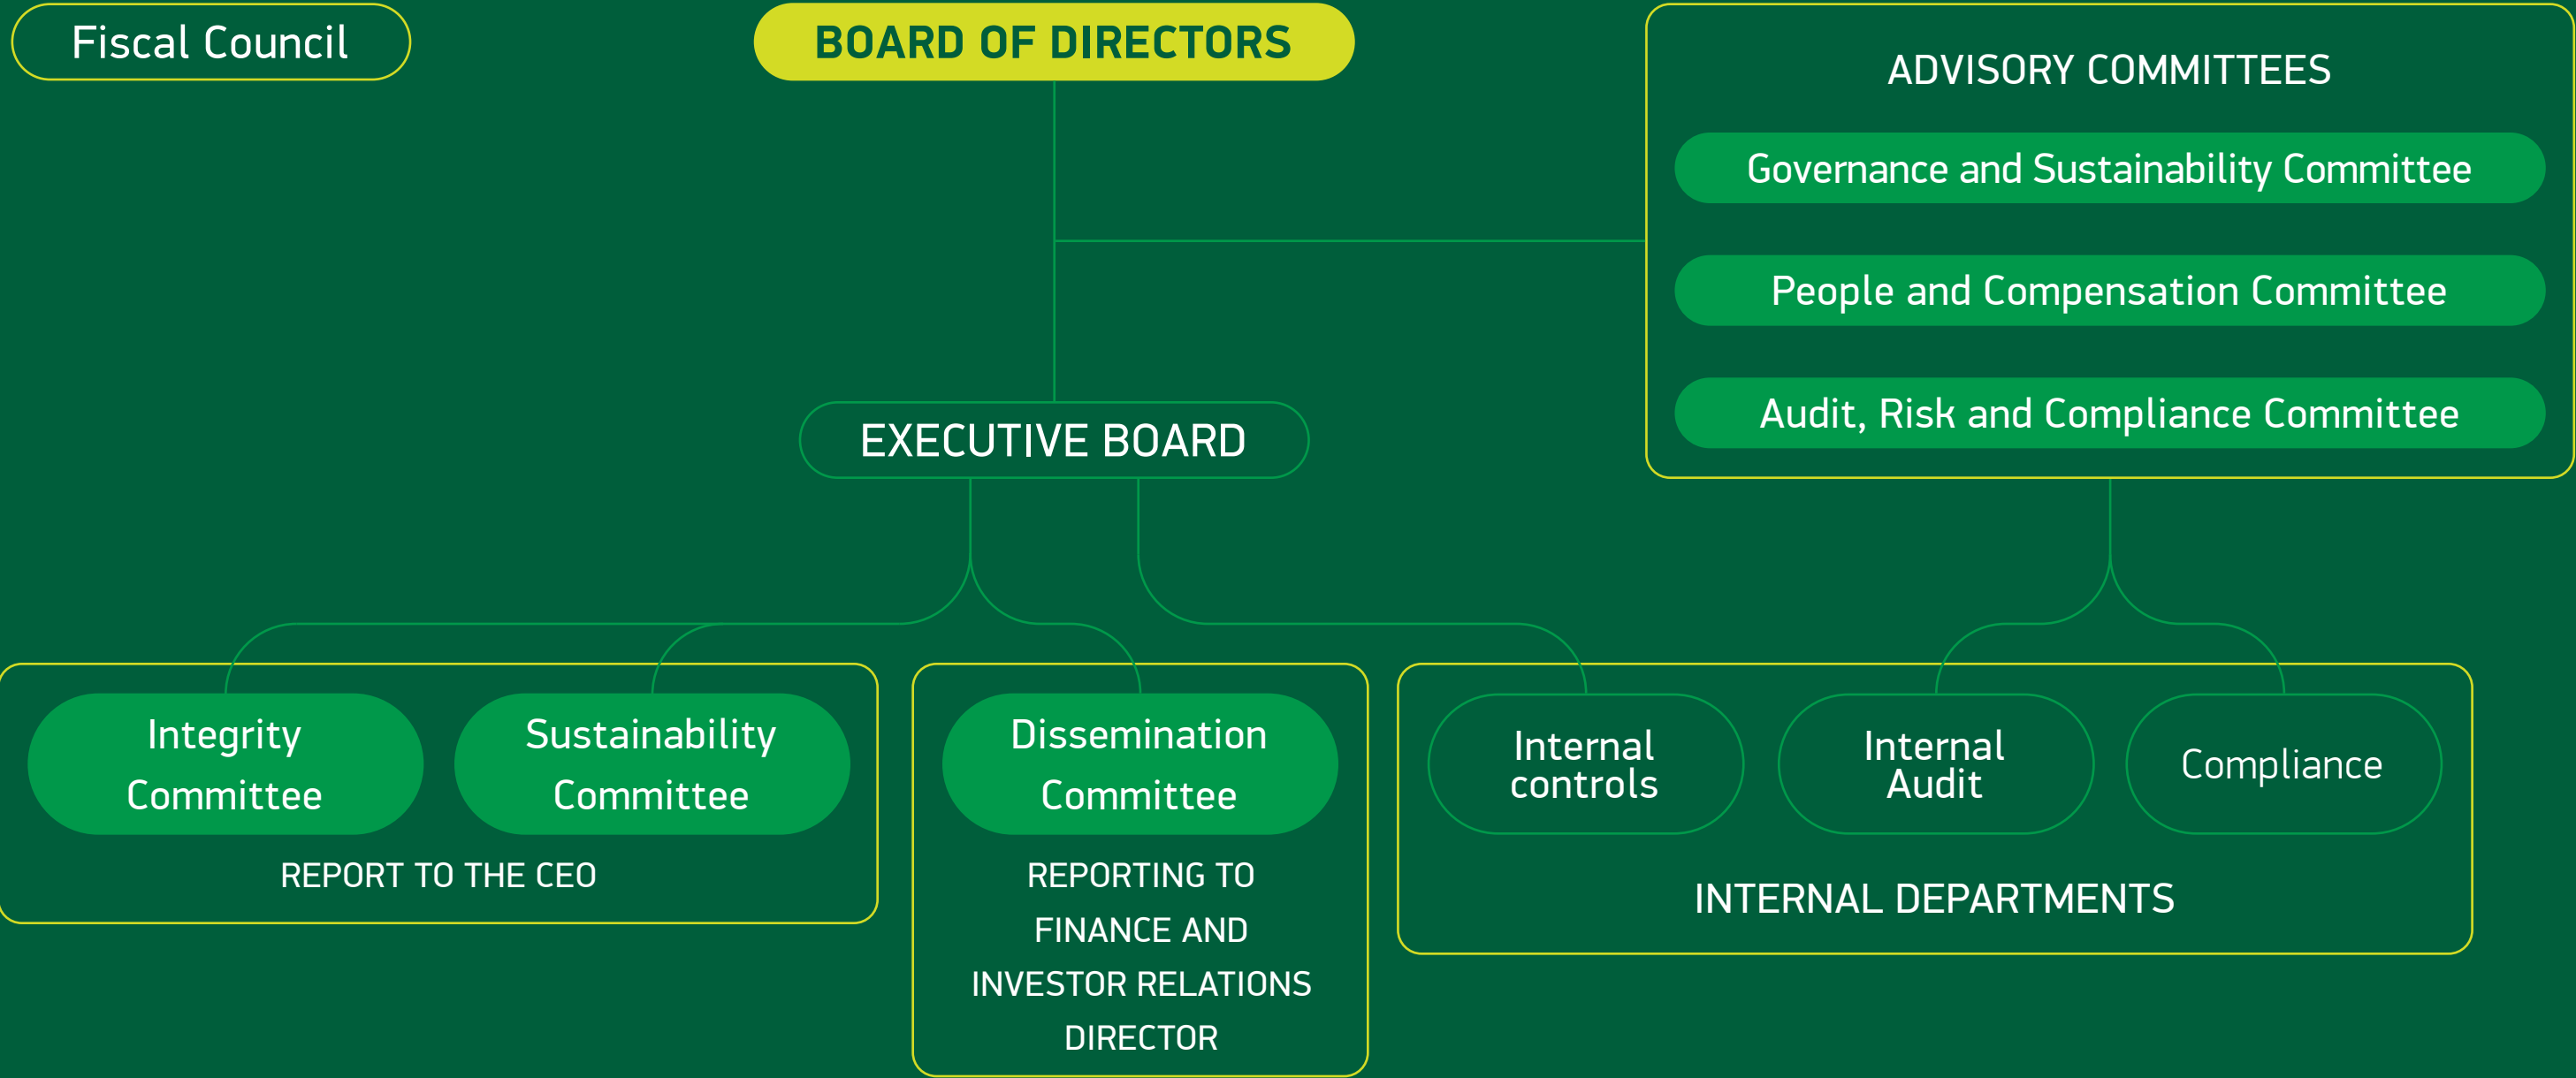 Fiscal Council
BOARD OF DIRECTORS
ADVISORY COMMITTEES
Governance and Sustainability Committee
People and Compensation Committee
Audit, Risk and Compliance Committee
EXECUTIVE BOARD
Integrity
Committee
Sustainability
Committee
REPORT TO THE CEO
Dissemination
Committee
REPORTING TO
FINANCE AND
INVESTOR RELATIONS
DIRECTOR
Internal
controls
Internal
Audit
Compliance
INTERNAL DEPARTMENTS